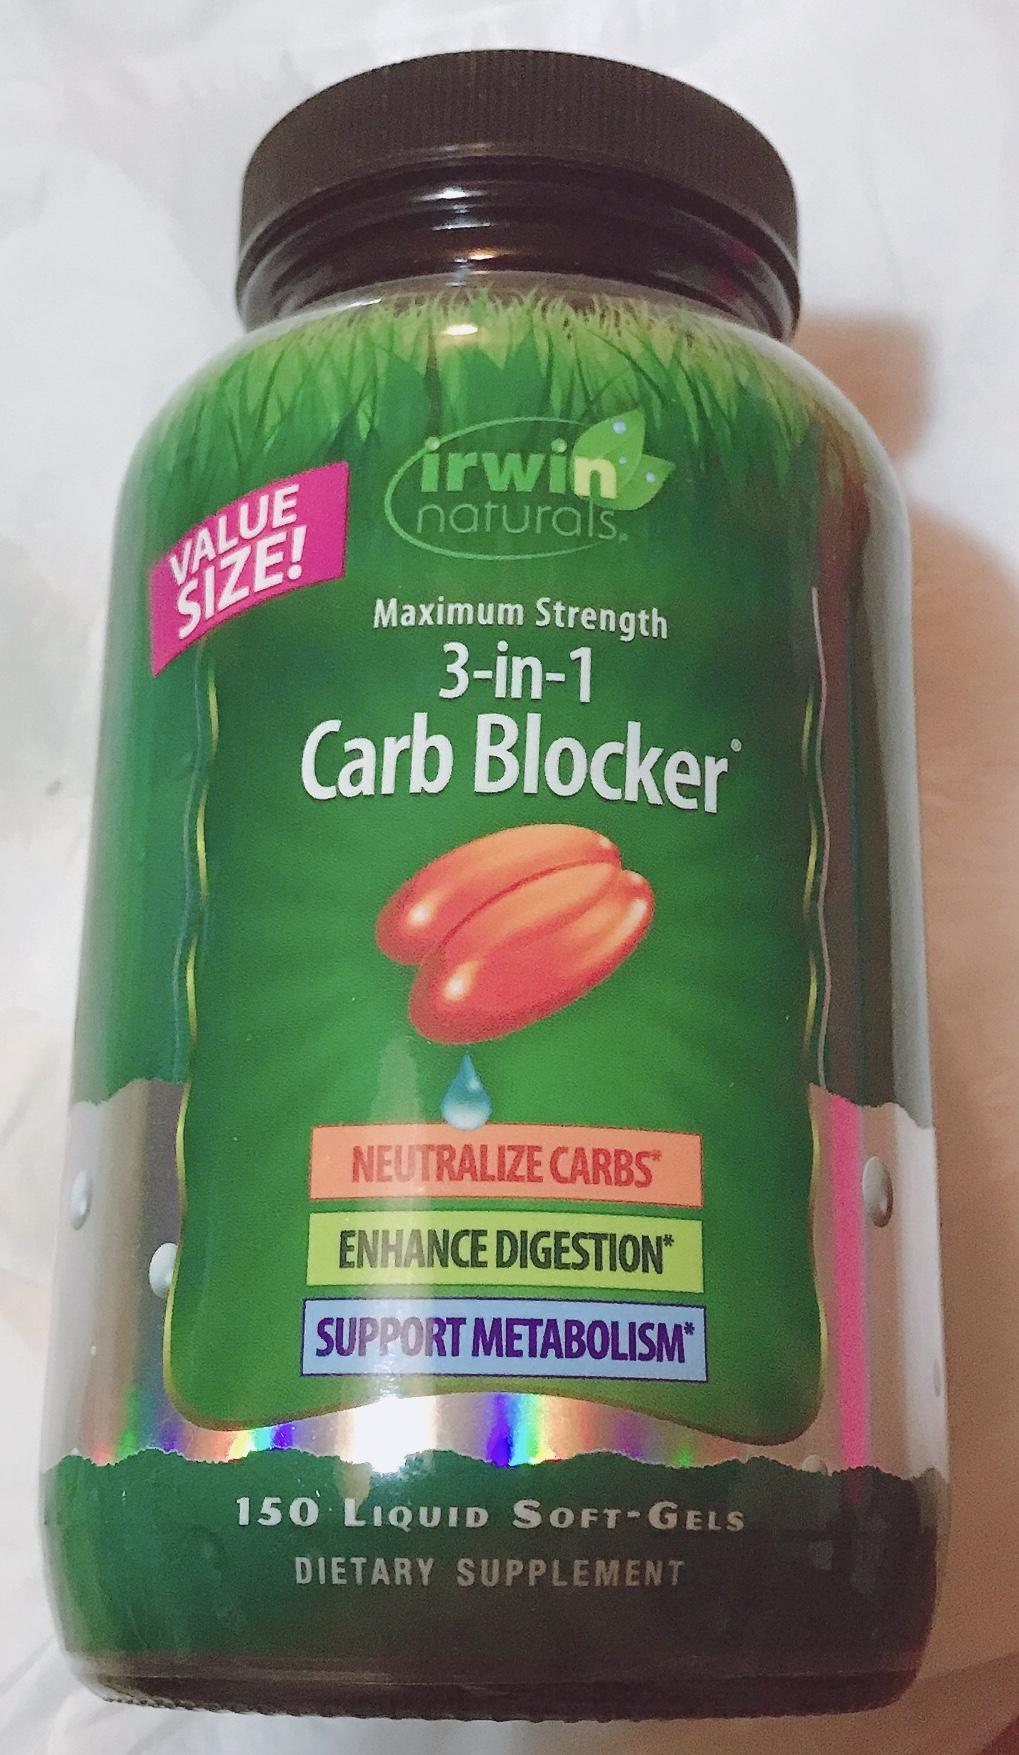 irwin
naturals®
VALUE
SIZE!
Maximum Strength
3-in-1
Carb Blocker®
NEUTRALIZE CARBS*
ENHANCE DIGESTION*
SUPPORT METABOLISM*
150 Liquid Soft-Gels
DIETARY SUPPLEMENT